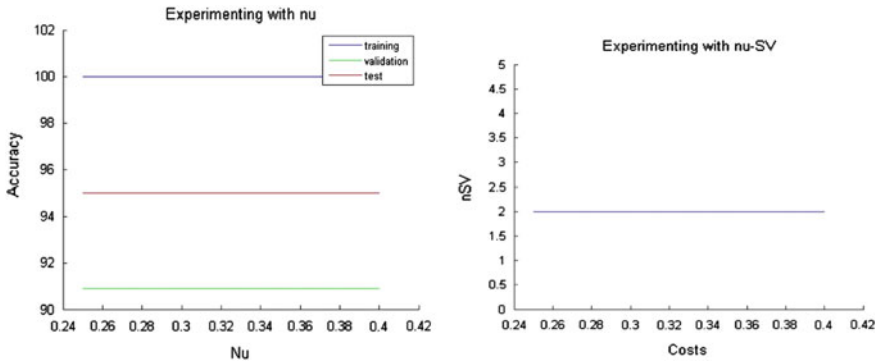 Experimenting with nu
102
100
98
96
95
94
92
91
90
Accuracy
0.24 0.26 0.28 0.3 0.32 0.34 0.36 0.38 0.4 0.42
Nu
training
validation
test
Experimenting with nu-SV
5
4.5
4
3.5
3
2.5
2
1.5
1
0.5
0
nSV
0.24 0.26 0.28 0.3 0.32 0.34 0.36 0.38 0.4 0.42
Costs